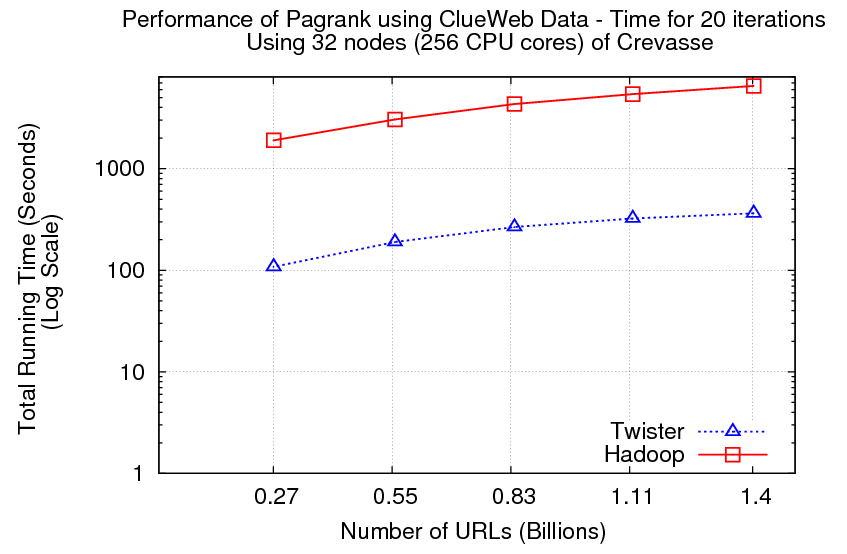 Performance of Pagrank using ClueWeb Data - Time for 20 iterations
Using 32 nodes (256 CPU cores) of Crevasse
Total Running Time (Seconds)
(Log Scale)
1000
100
10
1
Twister
Hadoop
0.27 0.55 0.83 1.11 1.4
Number of URLs (Billions)